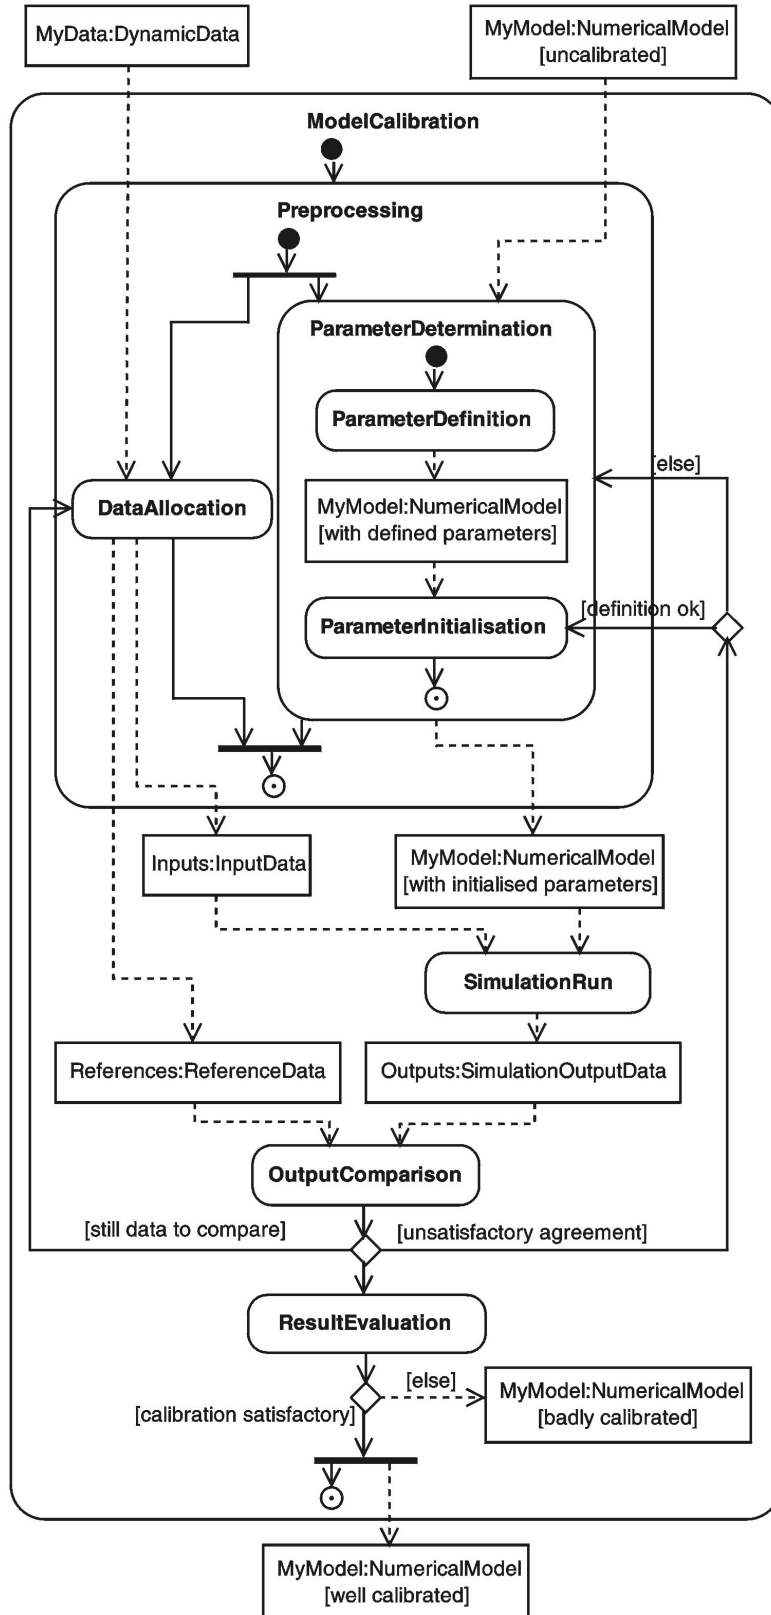 MyData:DynamicData
MyModel:NumericalModel
[uncalibrated]
ModelCalibration
Preprocessing
ParameterDetermination
ParameterDefinition
[else]
MyModel:NumericalModel
[with defined parameters]
DataAllocation
[definition ok]
ParameterInitialisation
Inputs:InputData
MyModel:NumericalModel
[with initialised parameters]
SimulationRun
References:ReferenceData
Outputs:SimulationOutputData
OutputComparison
[still data to compare]
[unsatisfactory agreement]
ResultEvaluation
[else]
MyModel:NumericalModel
[badly calibrated]
[calibration satisfactory]
MyModel:NumericalModel
[well calibrated]